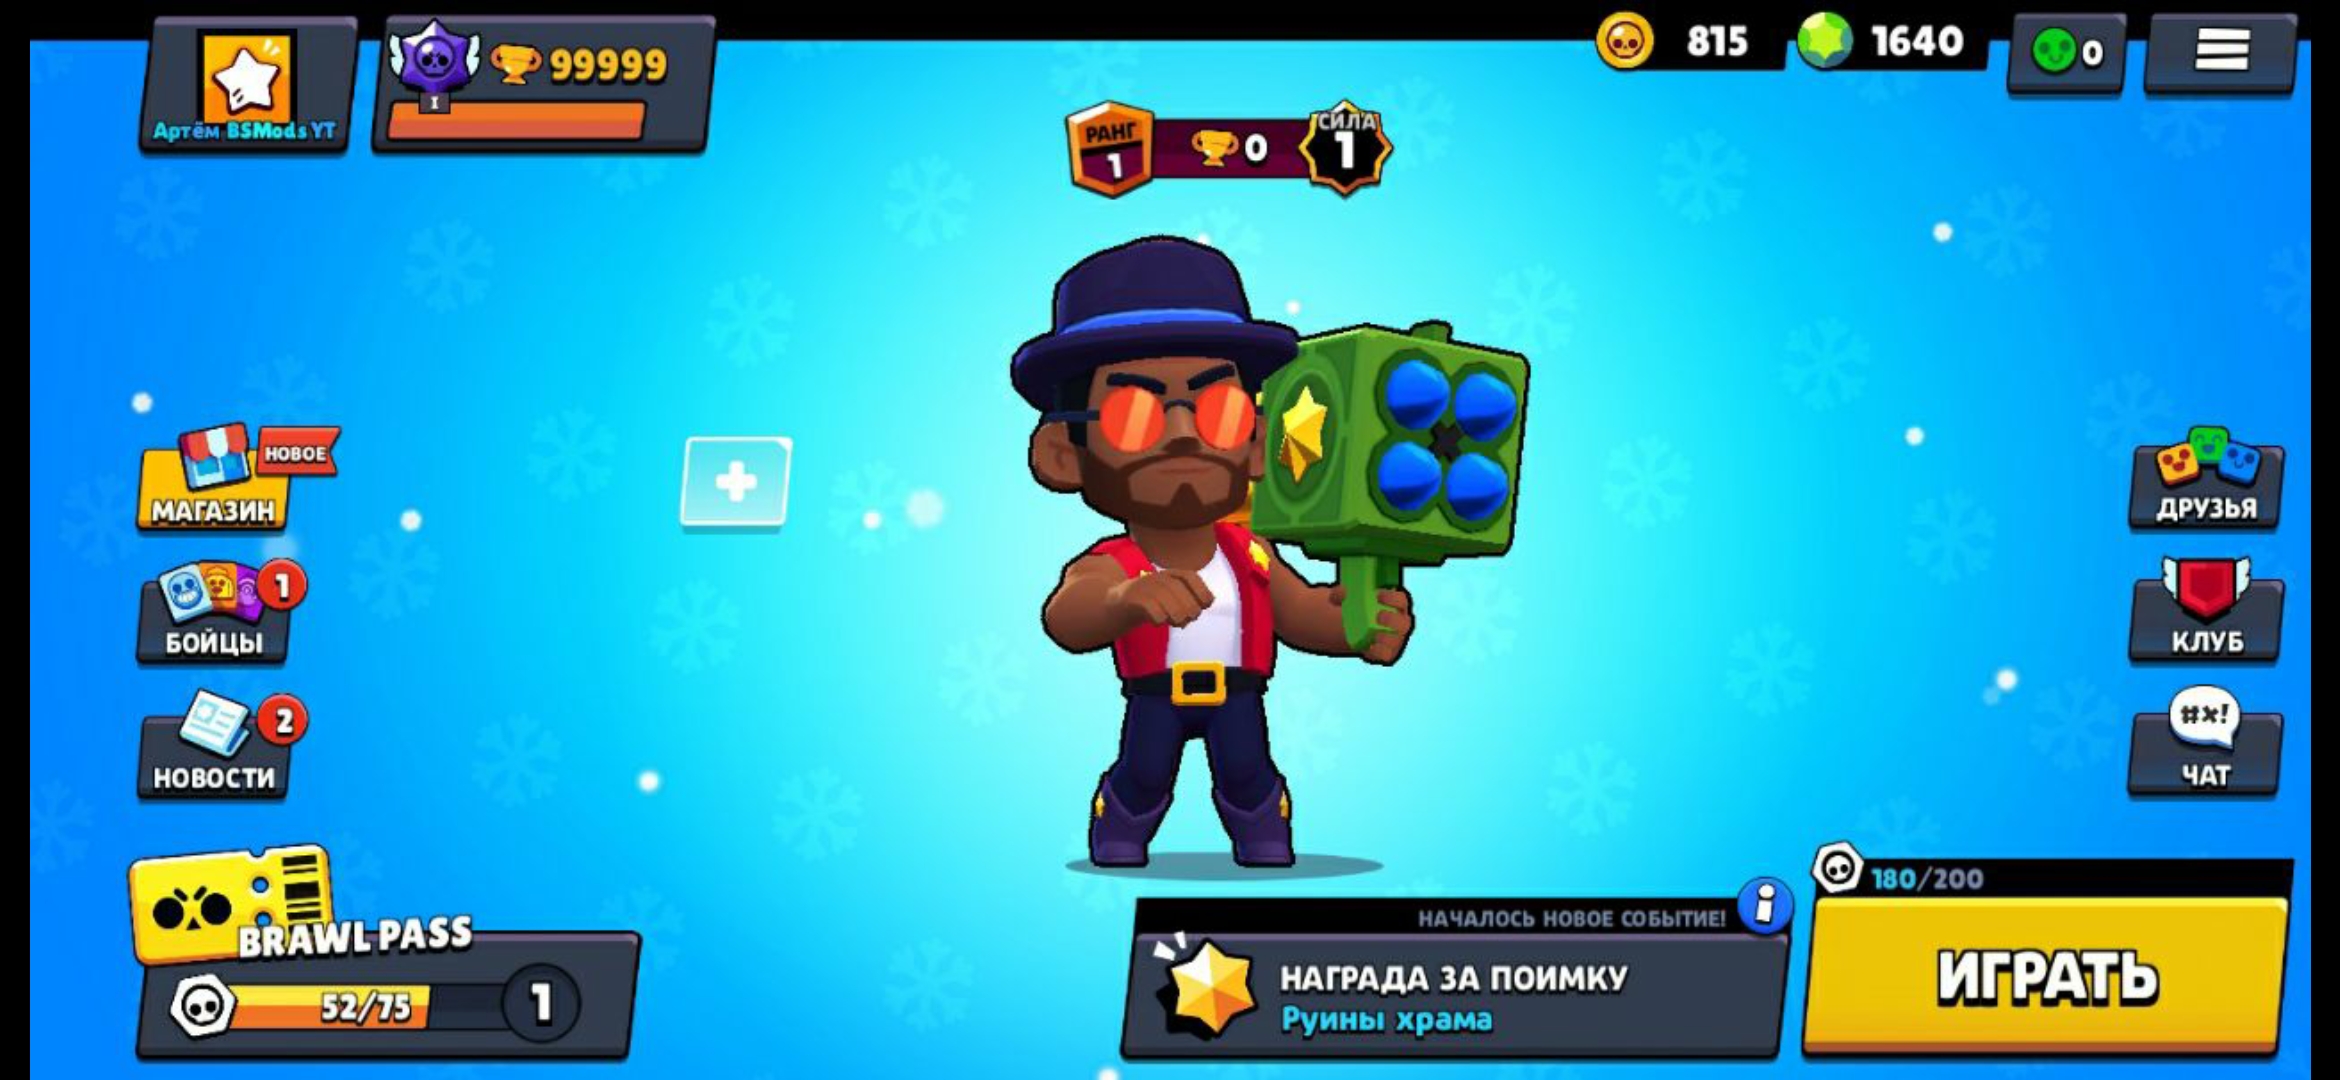 99999
815
1640
0
Артём BSMods YT
I
РАНГ
1
0
СИЛА
1
НОВОЕ
МАГАЗИН
1
БОЙЦЫ
2
НОВОСТИ
ДРУЗЬЯ
КЛУБ
#x!
ЧАТ
BRAWL PASS
52/75
1
НАЧАЛОСЬ НОВОЕ СОБЫТИЕ!
i
НАГРАДА ЗА ПОИМКУ
Руины храма
180/200
ИГРАТЬ